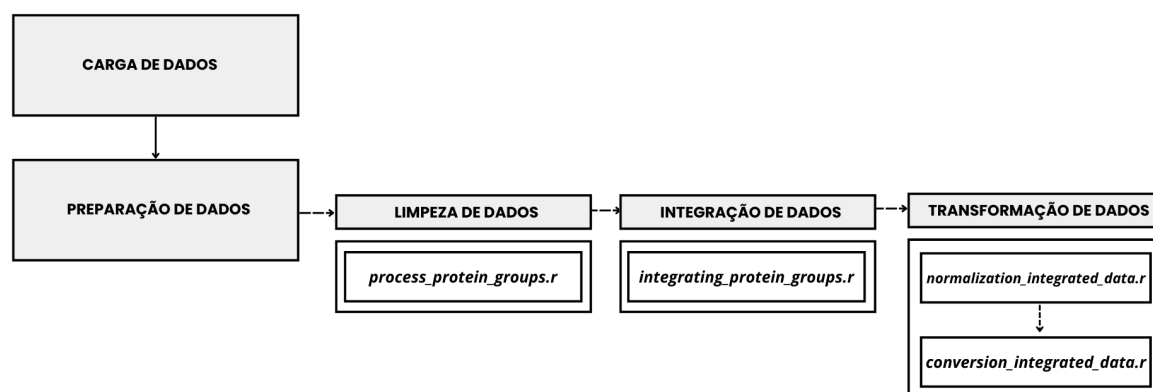 CARGA DE DADOS
PREPARAÇÃO DE DADOS
LIMPEZA DE DADOS
process_protein_groups.r
INTEGRAÇÃO DE DADOS
integrating_protein_groups.r
TRANSFORMAÇÃO DE DADOS
normalization_integrated_data.r
conversion_integrated_data.r